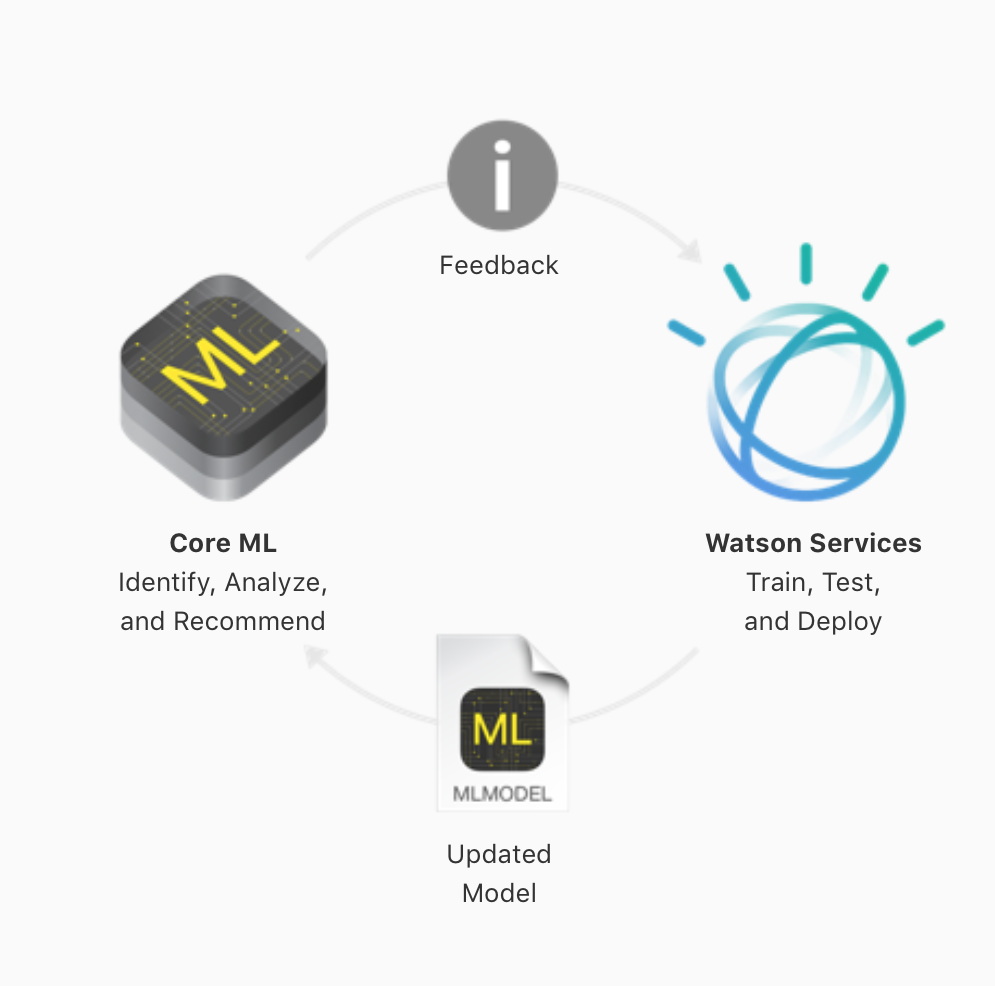 Feedback
ML
Core ML
Identify, Analyze,
and Recommend
Watson Services
Train, Test,
and Deploy
ML
MLMODEL
Updated
Model